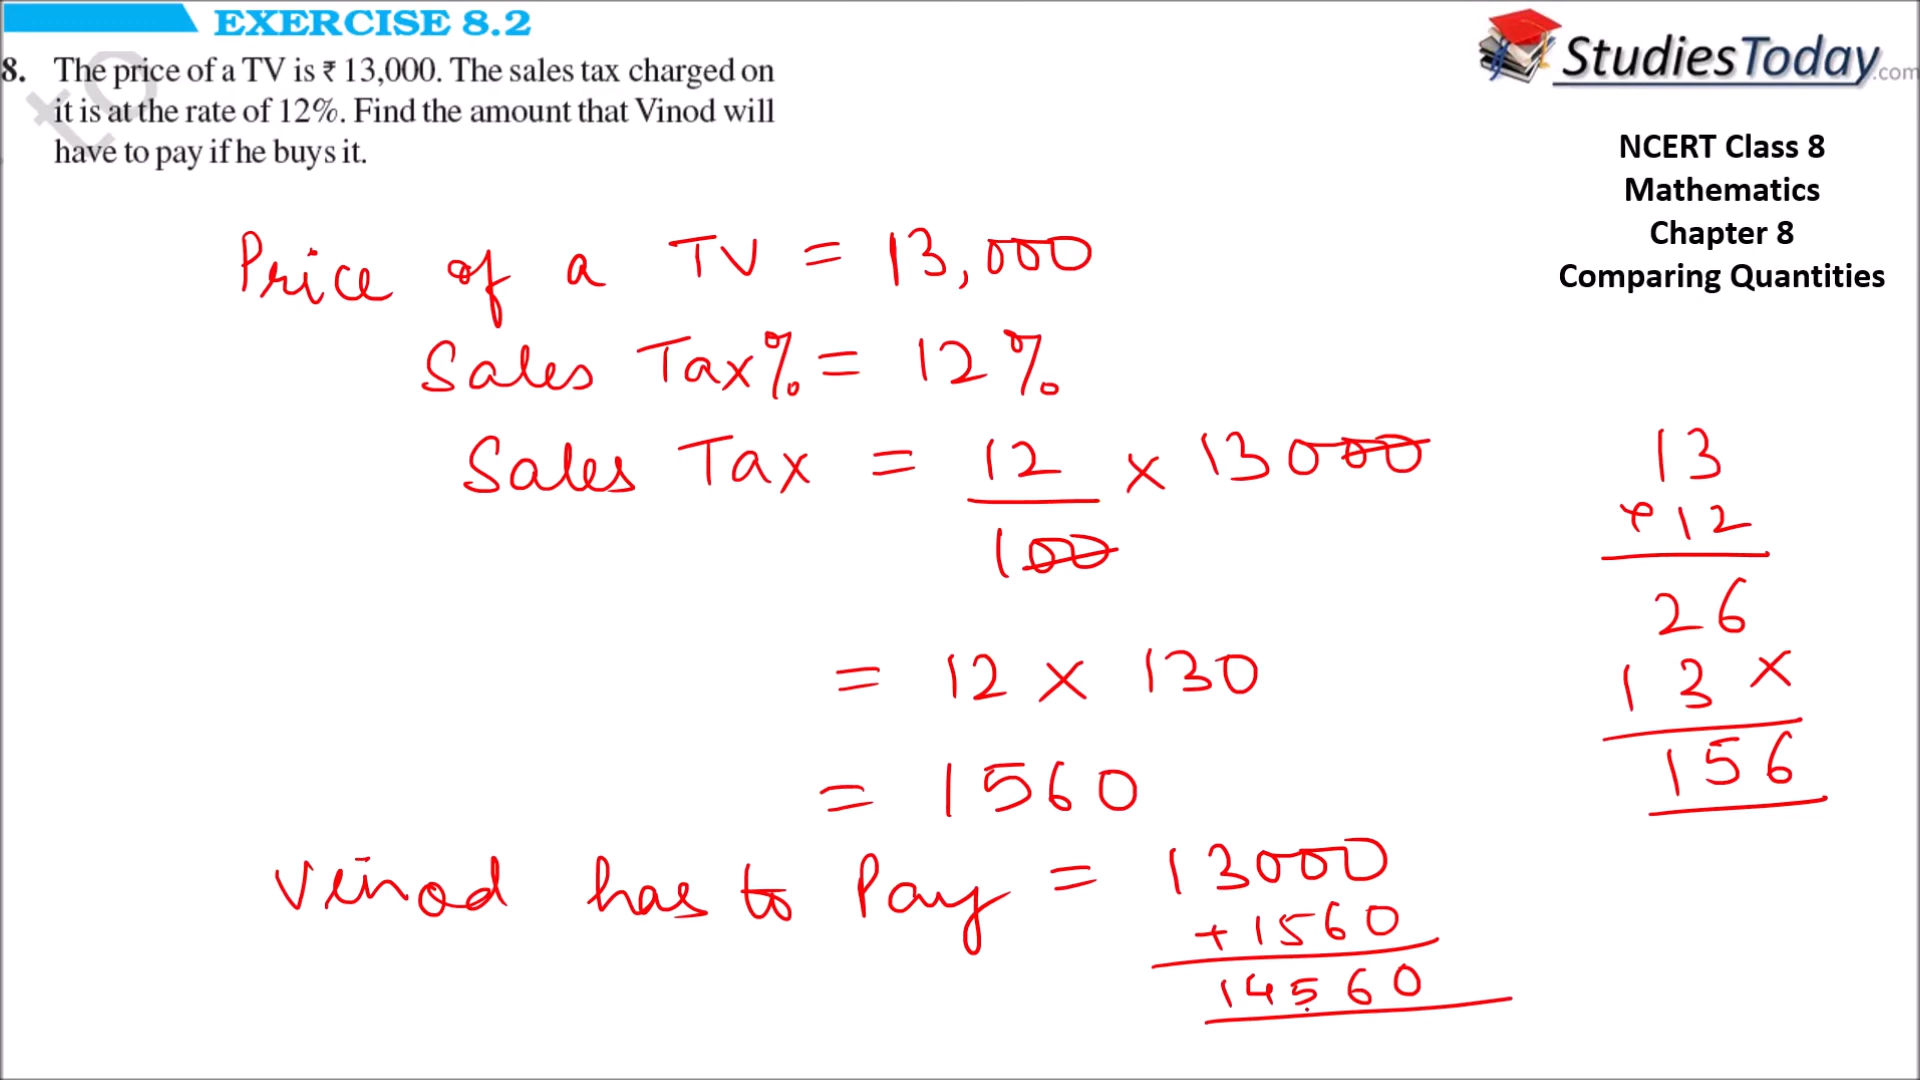 EXERCISE 8.2
8. The price of a TV is ₹ 13,000. The sales tax charged on
it is at the rate of 12%. Find the amount that Vinod will
have to pay if he buys it.
to
StudiesToday.com
NCERT Class 8
Mathematics
Chapter 8
Comparing Quantities
Price of a TV = 13,000
Sales Tax% = 12%
Sales Tax = 12 × 13000
100
= 12 × 130
= 1560
Vinod has to Pay = 13000
+ 1560
14560
13
× 12
26
13 ×
156